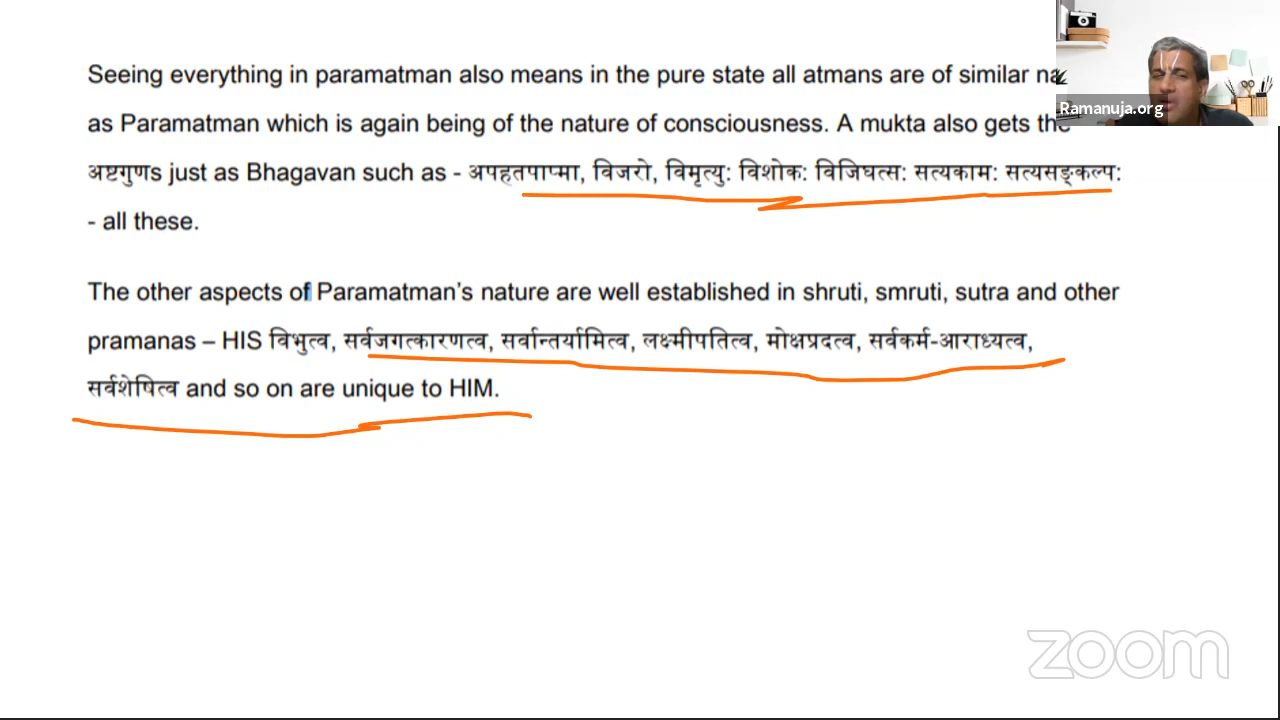 Seeing everything in paramatman also means in the pure state all atmans are of similar
as Paramatman which is again being of the nature of consciousness. A mukta also gets the
अष्टगुणs just as Bhagavan such as - अपहतपाप्मा, विजरो, विमृत्यु: विशोक: विजिघत्स: सत्यकाम: सत्यसङ्कल्प:
- all these.
The other aspects of Paramatman's nature are well established in shruti, smruti, sutra and other
pramanas – HIS विभुत्व, सर्वजगत्कारणत्व, सर्वान्तर्यामित्व, लक्ष्मीपतित्व, मोक्षप्रदत्व, सर्वकर्म-आराध्यत्व,
सर्वशेषित्व and so on are unique to HIM.
Ramanuja.org
zoom